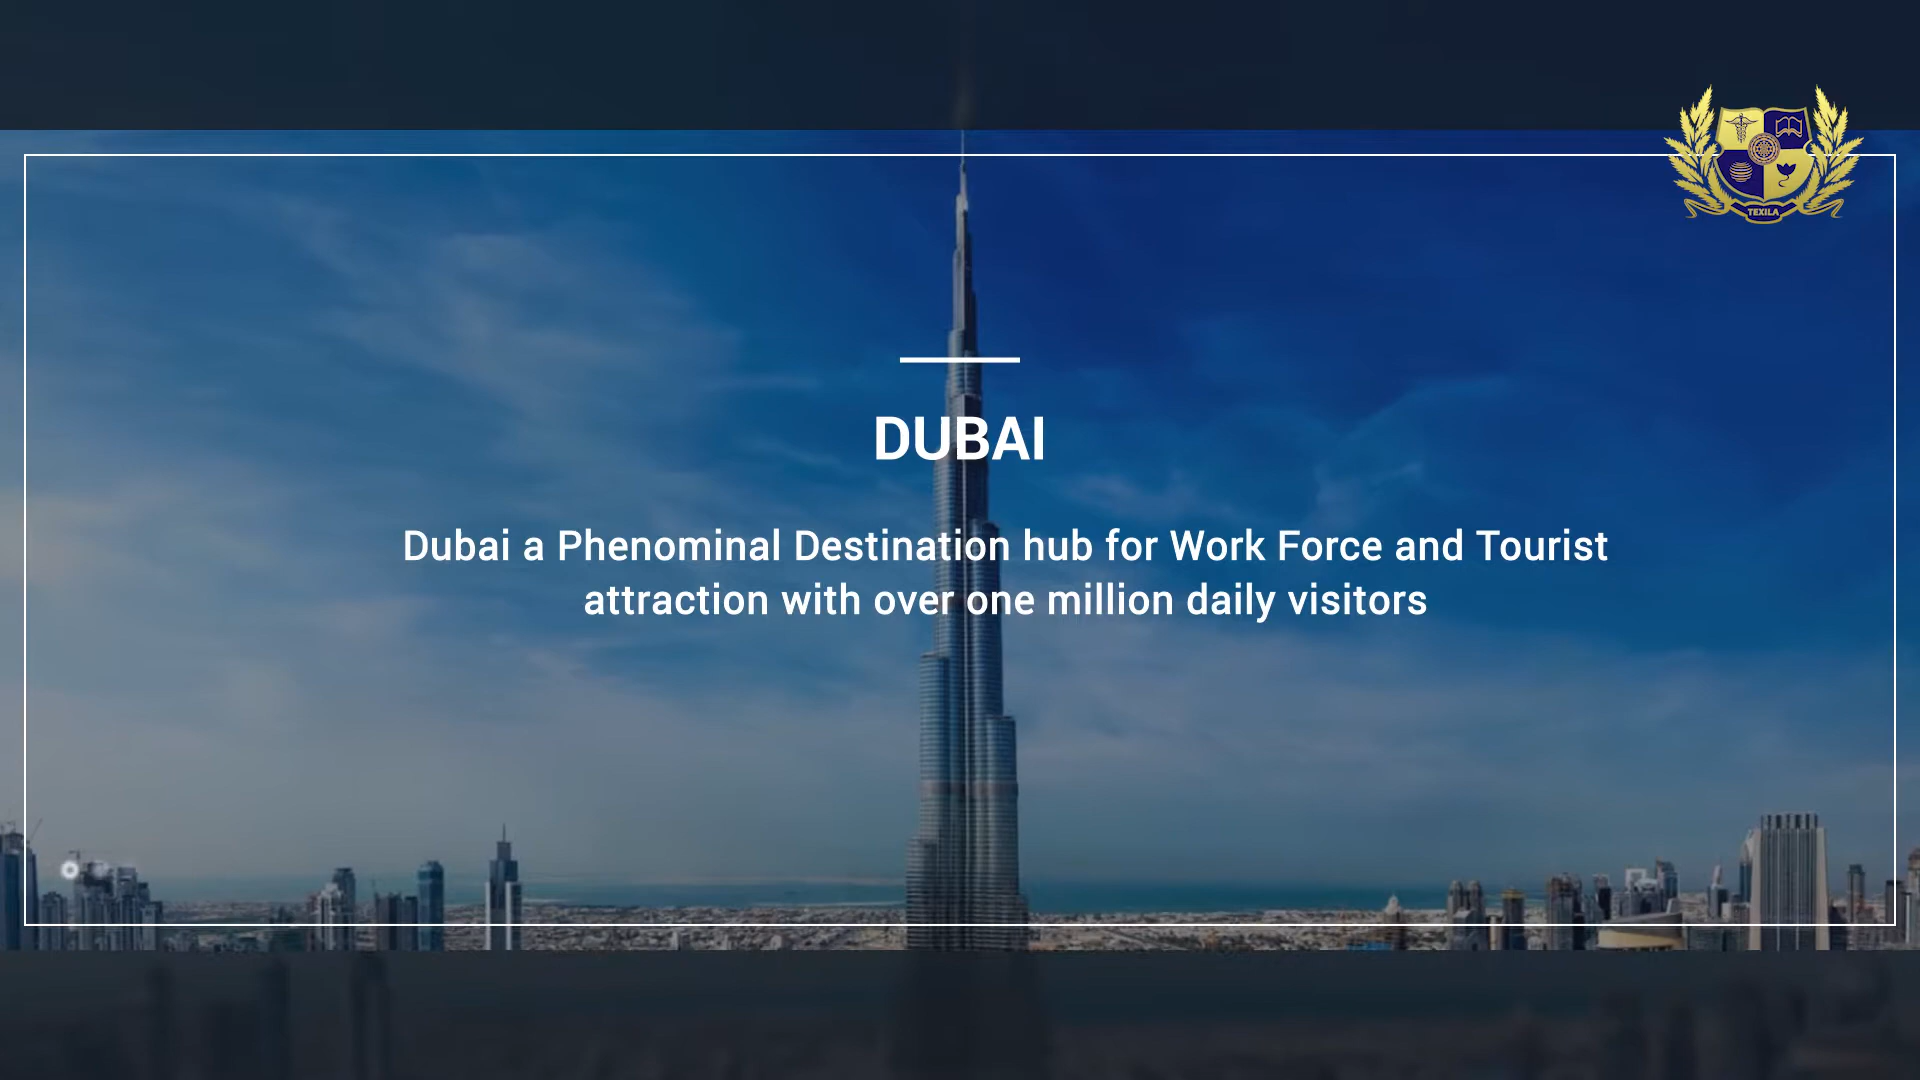 TEXILA
DUBAI
Dubai a Phenominal Destination hub for Work Force and Tourist
attraction with over one million daily visitors